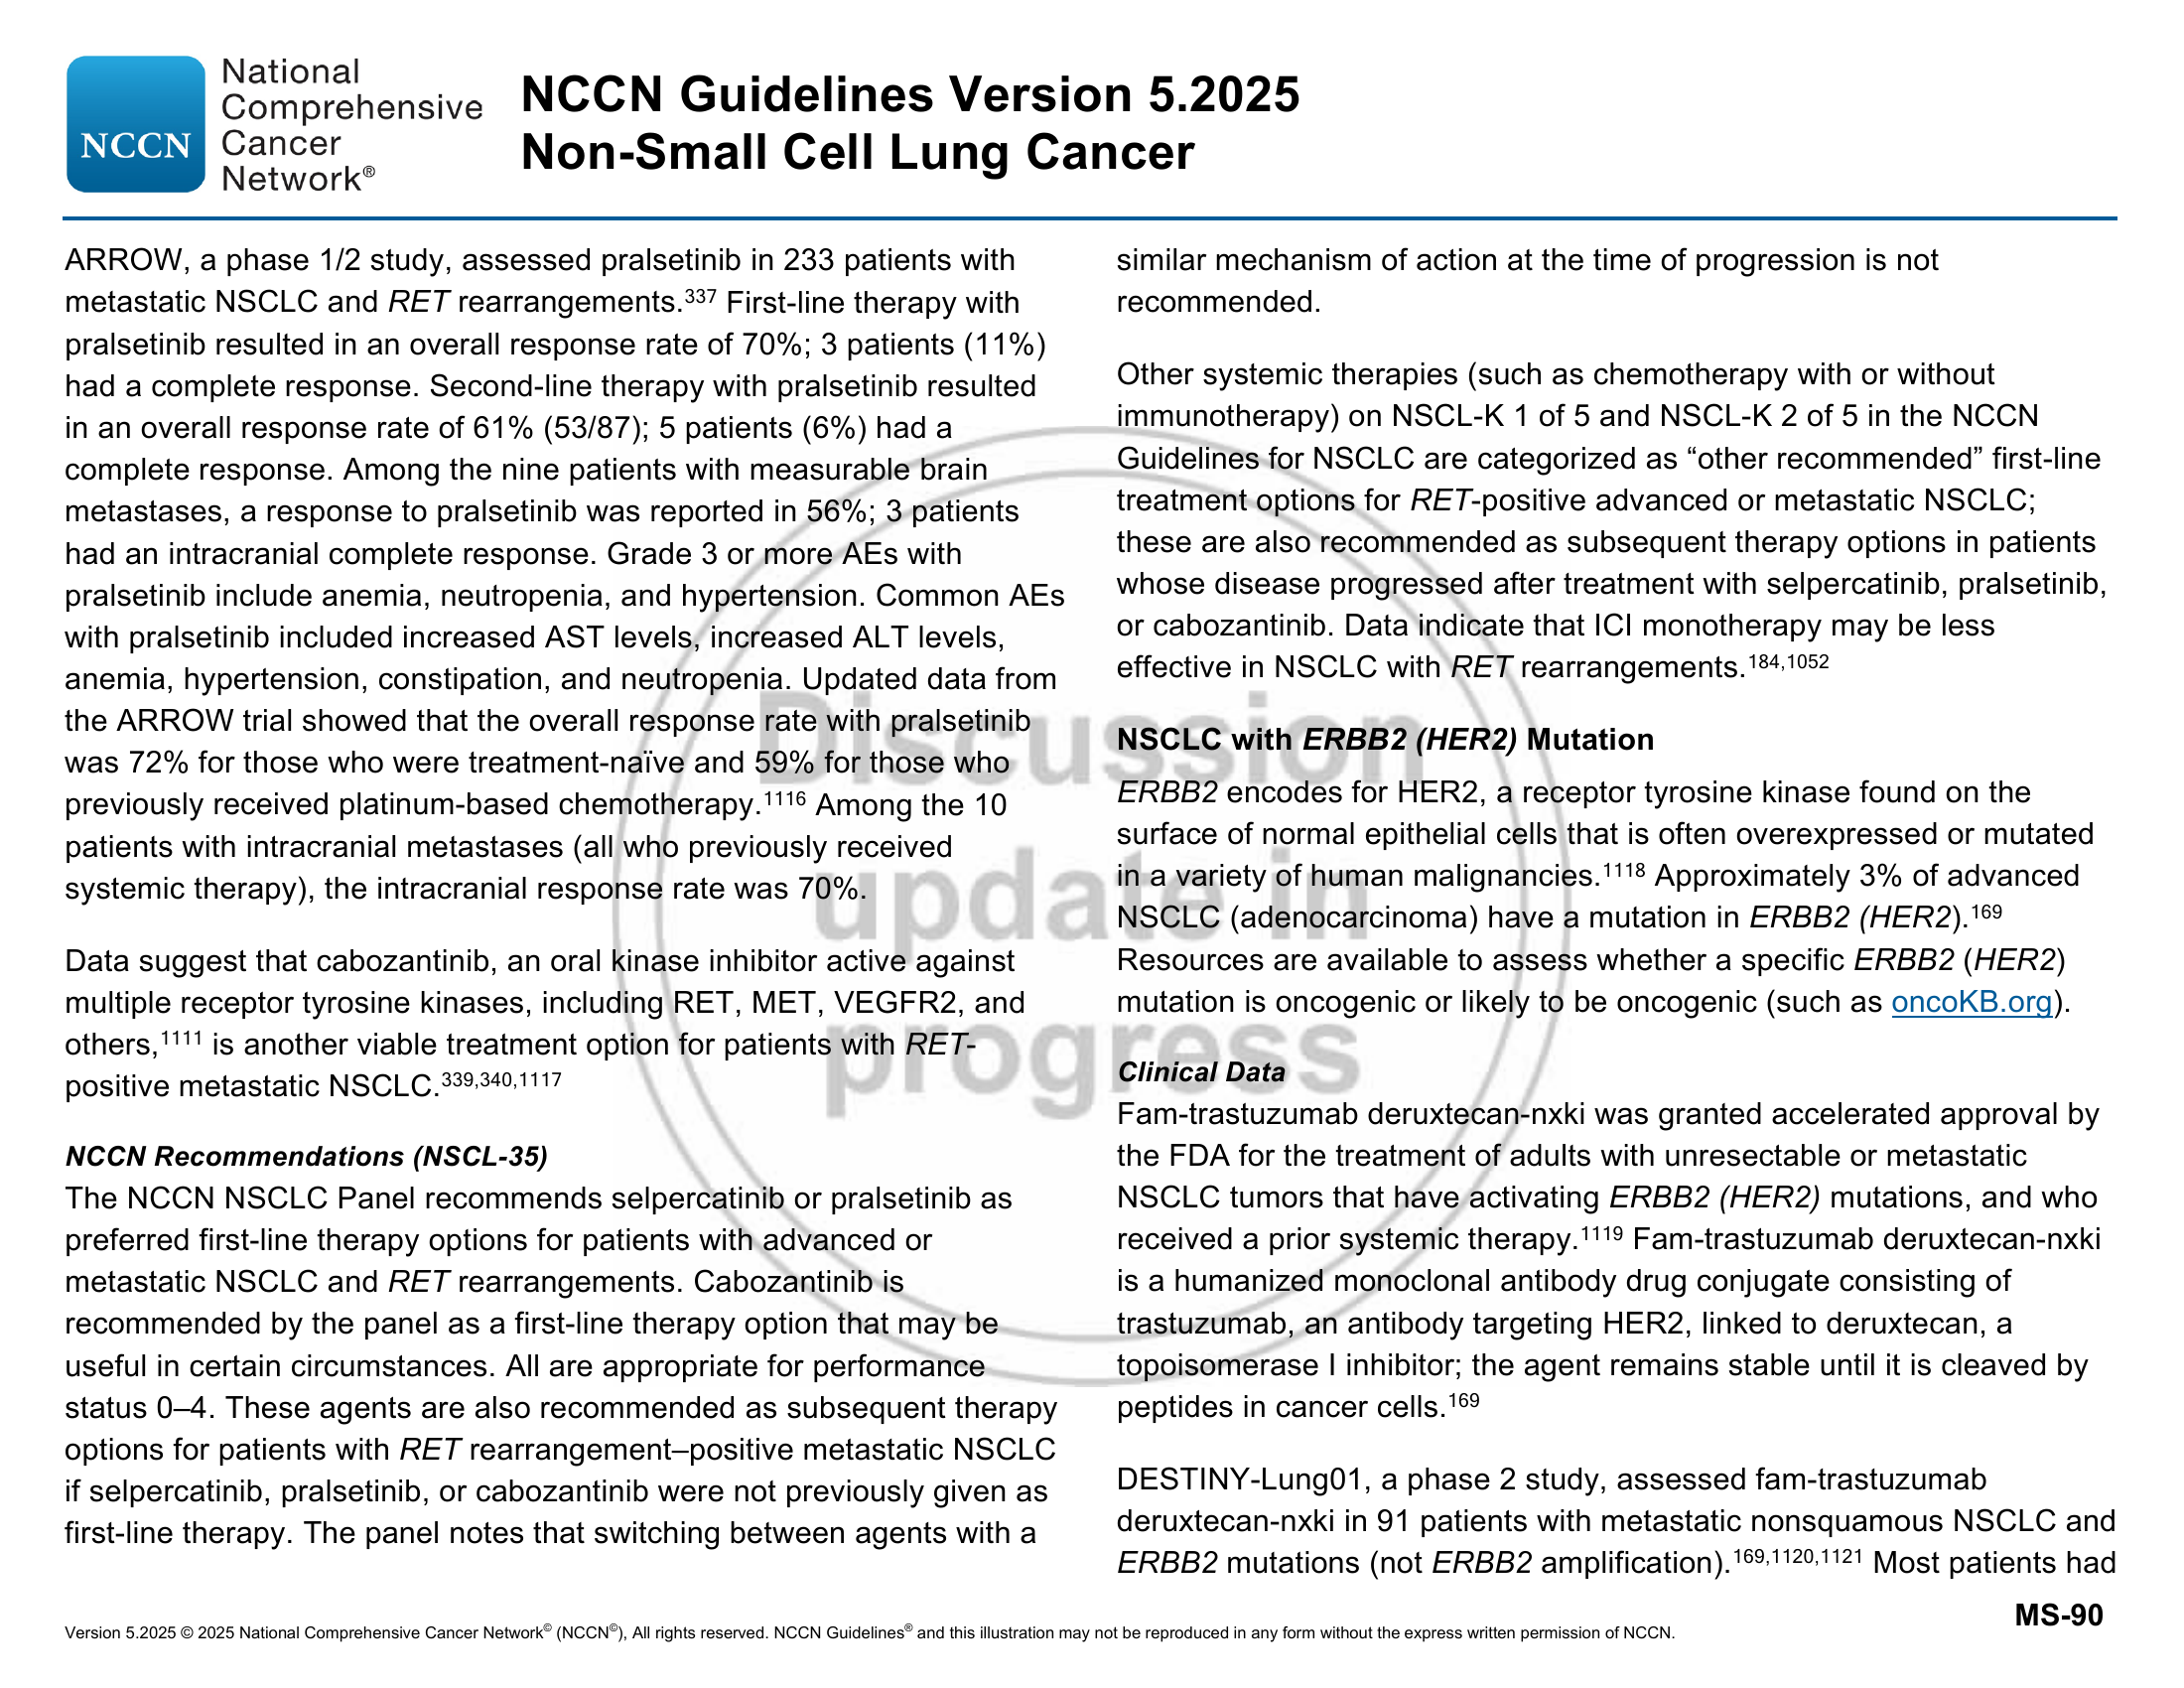 NCCN
National
Comprehensive
Cancer
Network®
NCCN Guidelines Version 5.2025
Non-Small Cell Lung Cancer
ARROW, a phase 1/2 study, assessed pralsetinib in 233 patients with
metastatic NSCLC and RET rearrangements.337 First-line therapy with
pralsetinib resulted in an overall response rate of 70%; 3 patients (11%)
had a complete response. Second-line therapy with pralsetinib resulted
in an overall response rate of 61% (53/87); 5 patients (6%) had a
complete response. Among the nine patients with measurable brain
metastases, a response to pralsetinib was reported in 56%; 3 patients
had an intracranial complete response. Grade 3 or more AEs with
pralsetinib include anemia, neutropenia, and hypertension. Common AEs
with pralsetinib included increased AST levels, increased ALT levels,
anemia, hypertension, constipation, and neutropenia. Updated data from
the ARROW trial showed that the overall response rate with pralsetinib
was 72% for those who were treatment-naïve and 59% for those who
previously received platinum-based chemotherapy.1116 Among the 10
patients with intracranial metastases (all who previously received
systemic therapy), the intracranial response rate was 70%.
Data suggest that cabozantinib, an oral kinase inhibitor active against
multiple receptor tyrosine kinases, including RET, MET, VEGFR2, and
others,1111 is another viable treatment option for patients with RET-
positive metastatic NSCLC.339,340,1117
NCCN Recommendations (NSCL-35)
The NCCN NSCLC Panel recommends selpercatinib or pralsetinib as
preferred first-line therapy options for patients with advanced or
metastatic NSCLC and RET rearrangements. Cabozantinib is
recommended by the panel as a first-line therapy option that may be
useful in certain circumstances. All are appropriate for performance
status 0–4. These agents are also recommended as subsequent therapy
options for patients with RET rearrangement–positive metastatic NSCLC
if selpercatinib, pralsetinib, or cabozantinib were not previously given as
first-line therapy. The panel notes that switching between agents with a
similar mechanism of action at the time of progression is not
recommended.
Other systemic therapies (such as chemotherapy with or without
immunotherapy) on NSCL-K 1 of 5 and NSCL-K 2 of 5 in the NCCN
Guidelines for NSCLC are categorized as “other recommended” first-line
treatment options for RET-positive advanced or metastatic NSCLC;
these are also recommended as subsequent therapy options in patients
whose disease progressed after treatment with selpercatinib, pralsetinib,
or cabozantinib. Data indicate that ICI monotherapy may be less
effective in NSCLC with RET rearrangements.184,1052
NSCLC with ERBB2 (HER2) Mutation
ERBB2 encodes for HER2, a receptor tyrosine kinase found on the
surface of normal epithelial cells that is often overexpressed or mutated
in a variety of human malignancies.1118 Approximately 3% of advanced
NSCLC (adenocarcinoma) have a mutation in ERBB2 (HER2).169
Resources are available to assess whether a specific ERBB2 (HER2)
mutation is oncogenic or likely to be oncogenic (such as oncoKB.org).
Clinical Data
Fam-trastuzumab deruxtecan-nxki was granted accelerated approval by
the FDA for the treatment of adults with unresectable or metastatic
NSCLC tumors that have activating ERBB2 (HER2) mutations, and who
received a prior systemic therapy.1119 Fam-trastuzumab deruxtecan-nxki
is a humanized monoclonal antibody drug conjugate consisting of
trastuzumab, an antibody targeting HER2, linked to deruxtecan, a
topoisomerase I inhibitor; the agent remains stable until it is cleaved by
peptides in cancer cells.169
DESTINY-Lung01, a phase 2 study, assessed fam-trastuzumab
deruxtecan-nxki in 91 patients with metastatic nonsquamous NSCLC and
ERBB2 mutations (not ERBB2 amplification).169,1120,1121 Most patients had
Discussion
update in
progress
MS-90
Version 5.2025 © 2025 National Comprehensive Cancer Network© (NCCN©), All rights reserved. NCCN Guidelines® and this illustration may not be reproduced in any form without the express written permission of NCCN.